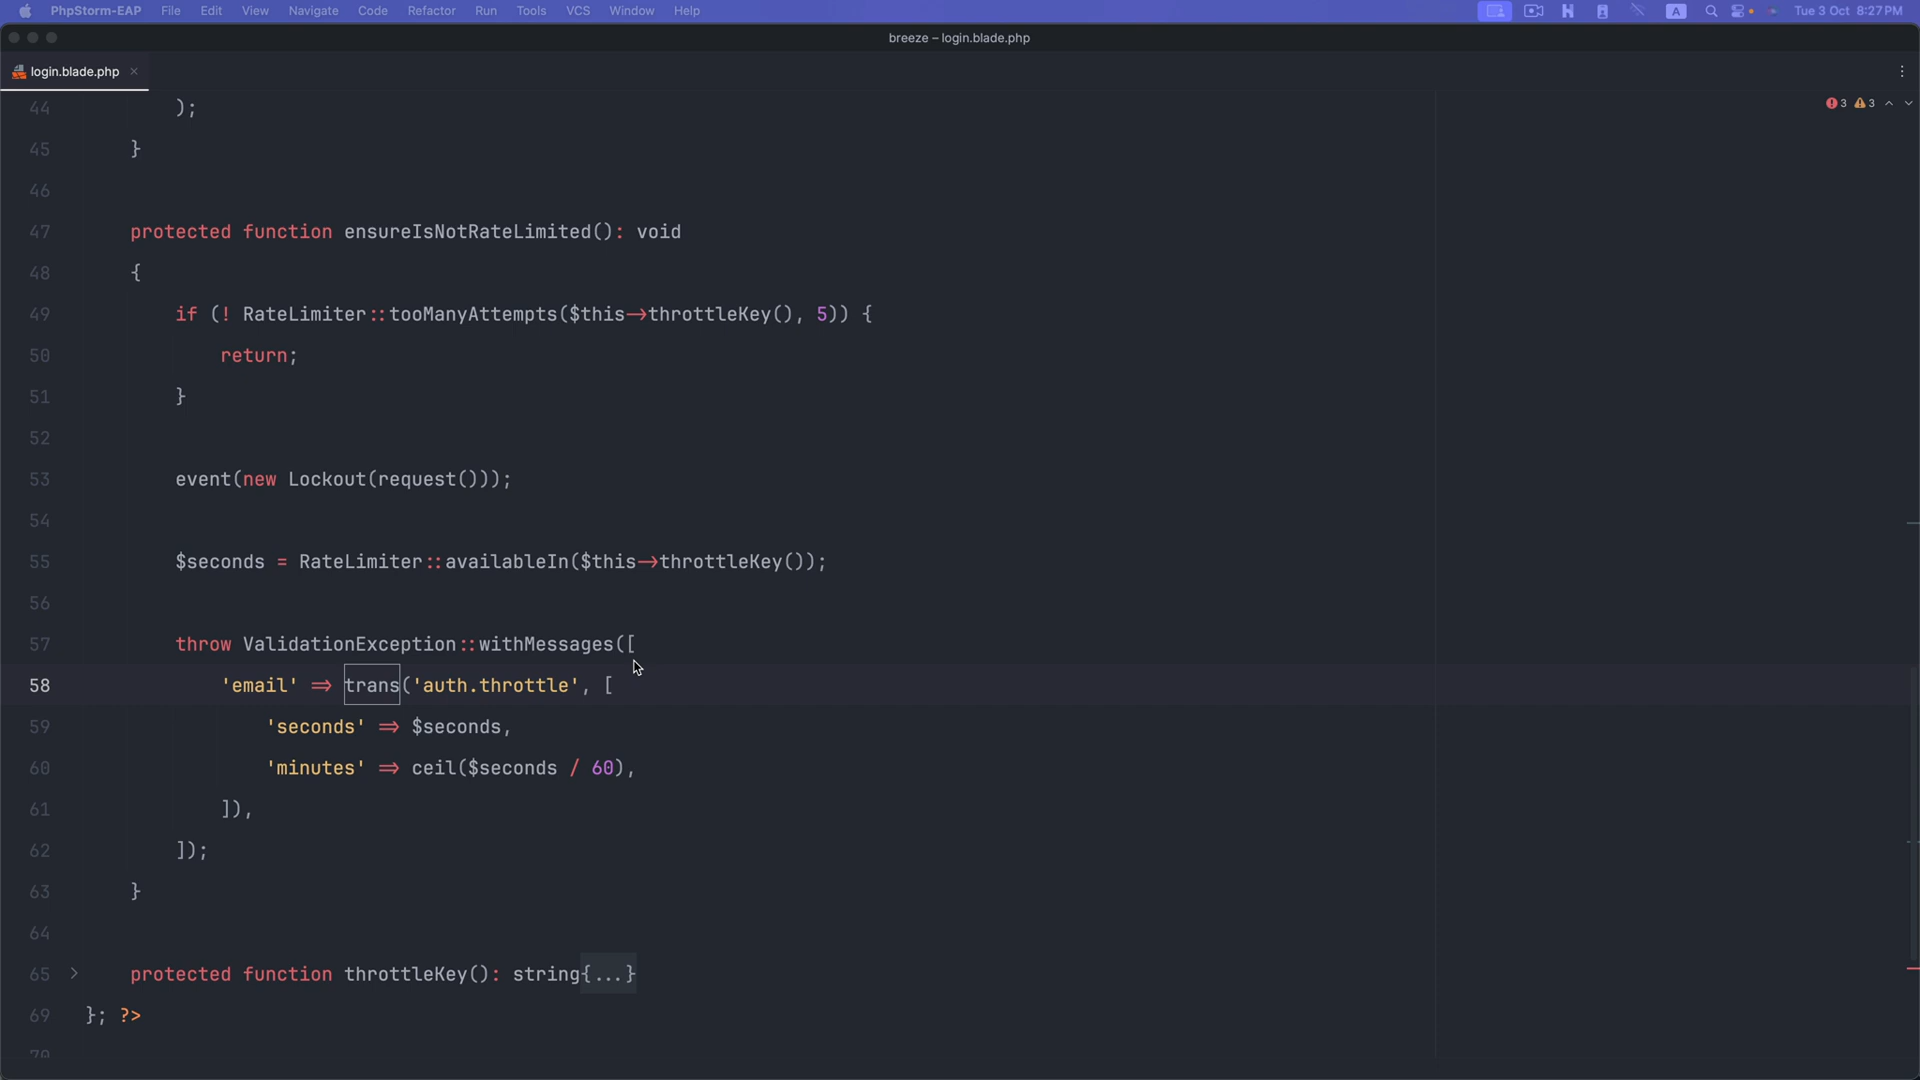 PhpStorm-EAP File Edit View Navigate Code Refactor Run Tools VCS Window Help A Tue 3 Oct 8:27 PM
breeze – login.blade.php
login.blade.php
3 3
44 );
45 }
46
47 protected function ensureIsNotRateLimited(): void
48 {
49 if (! RateLimiter::tooManyAttempts($this->throttleKey(), 5)) {
50 return;
51 }
52
53 event(new Lockout(request()));
54
55 $seconds = RateLimiter::availableIn($this->throttleKey());
56
57 throw ValidationException::withMessages([
58 'email' => trans('auth.throttle', [
59 'seconds' => $seconds,
60 'minutes' => ceil($seconds / 60),
61 ]),
62 ]);
63 }
64
65 protected function throttleKey(): string{...}
69 }; ?>
70